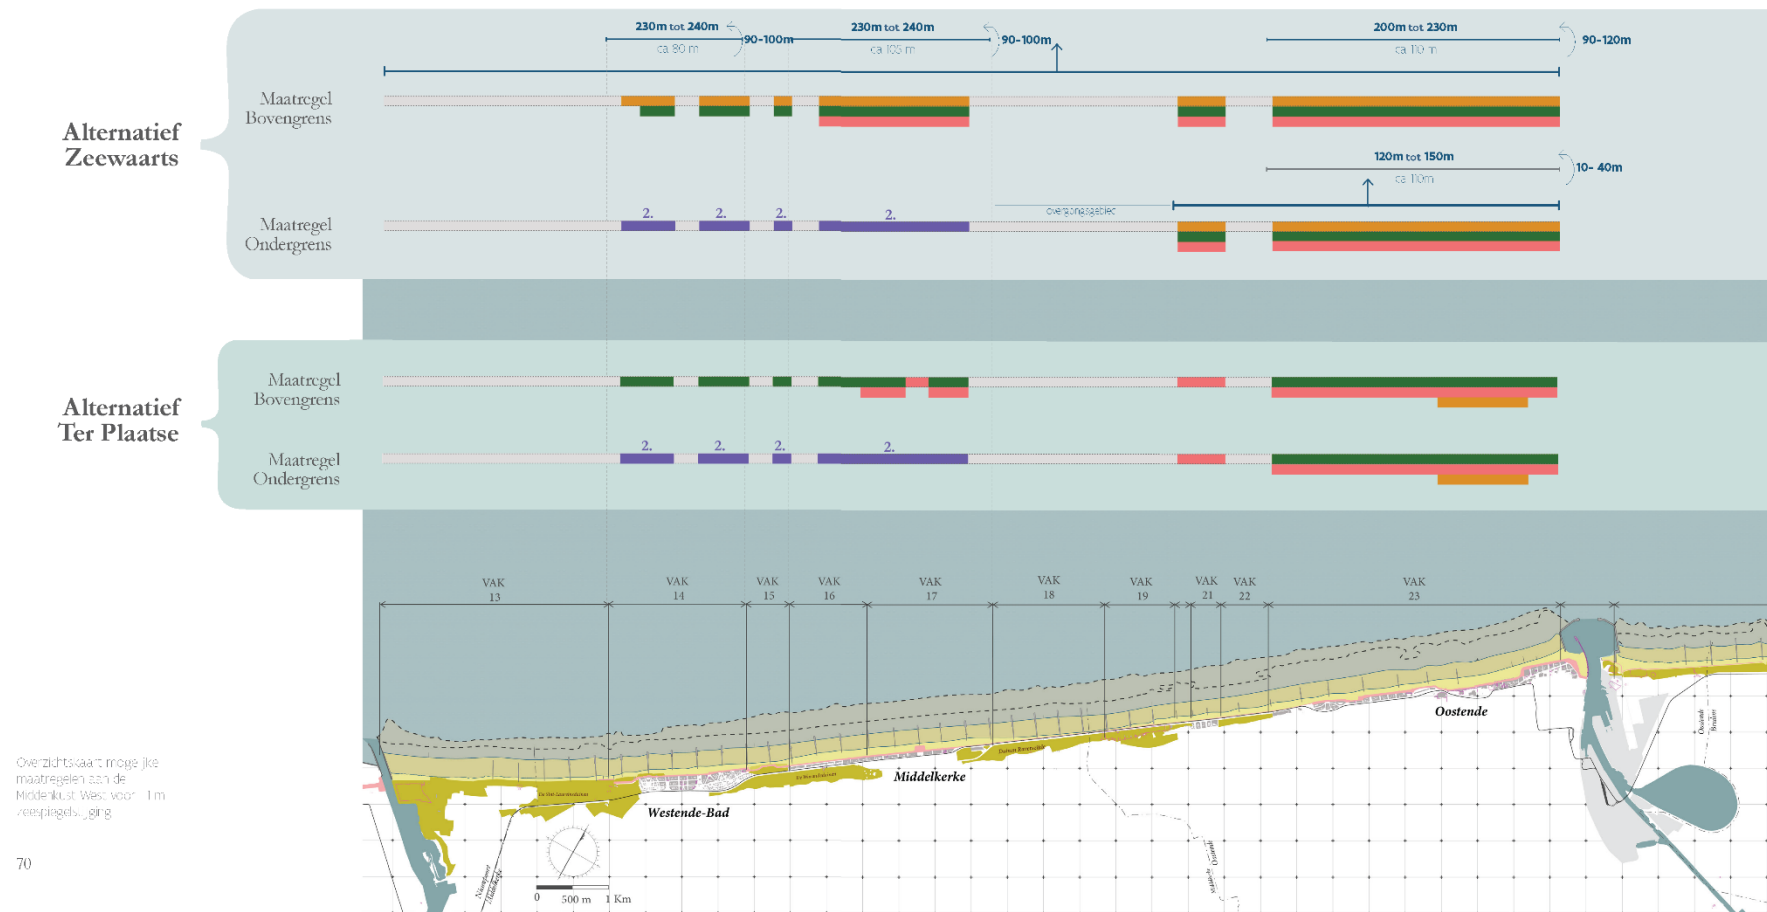 230m tot 240m
ca 80 m
90-100m
230m tot 240m
ca 105 m
90-100m
200m tot 230m
ca 110 m
90-120m
Maatregel
Bovengrens
Alternatief
Zeewaarts
120m tot 150m
ca 110m
10- 40m
Maatregel
Ondergrens
2.
2.
2.
2.
overgangsgebied
Maatregel
Bovengrens
Alternatief
Ter Plaatse
Maatregel
Ondergrens
2.
2.
2.
2.
VAK
13
VAK
14
VAK
15
VAK
16
VAK
17
VAK
18
VAK
19
VAK
21
VAK
22
VAK
23
Oostende
Middelkerke
Westende-Bad
Nieuwpoort
Middelkerke
Oostende
0
500 m
1 Km
Overzichtskaart mogelijke
maatregelen aan de
Middenkust West voor 1 m
zeespiegelstijging
70